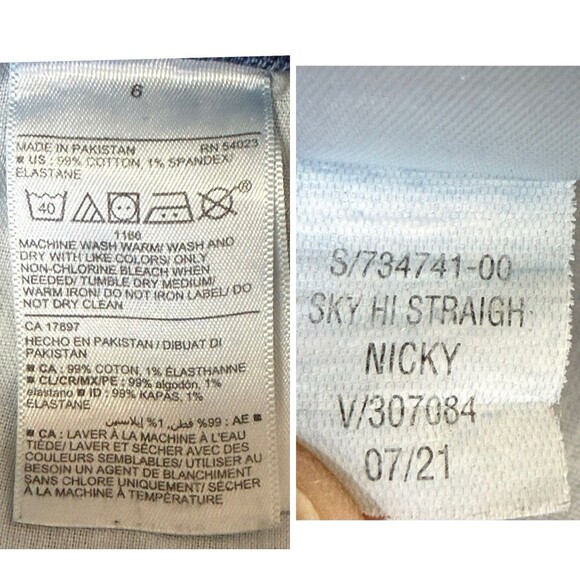 6
MADE IN PAKISTAN RN 54023
■ US : 99% COTTON, 1% SPANDEX/
ELASTANE
40 ®
1166
MACHINE WASH WARM/ WASH AND
DRY WITH LIKE COLORS/ ONLY
NON-CHLORINE BLEACH WHEN
NEEDED/ TUMBLE DRY MEDIUM/
WARM IRON/ DO NOT IRON LABEL/ DO
NOT DRY CLEAN
CA 17897
HECHO EN PAKISTAN / DIBUAT DI
PAKISTAN
■ CA : 99% COTON, 1% ÉLASTHANNE
■ CL/CR/MX/PE : 99% algodón, 1%
elastano ■ ID : 99% KAPAS, 1%
ELASTANE
■ AE : 99% قطن, 1% إيلاستين
■ CA : LAVER À LA MACHINE À L'EAU
TIÈDE/ LAVER ET SÉCHER AVEC DES
COULEURS SEMBLABLES/ UTILISER AU
BESOIN UN AGENT DE BLANCHIMENT
SANS CHLORE UNIQUEMENT/ SÉCHER
À LA MACHINE À TEMPÉRATURE
S/734741-00
SKY HI STRAIGH
NICKY
V/307084
07/21